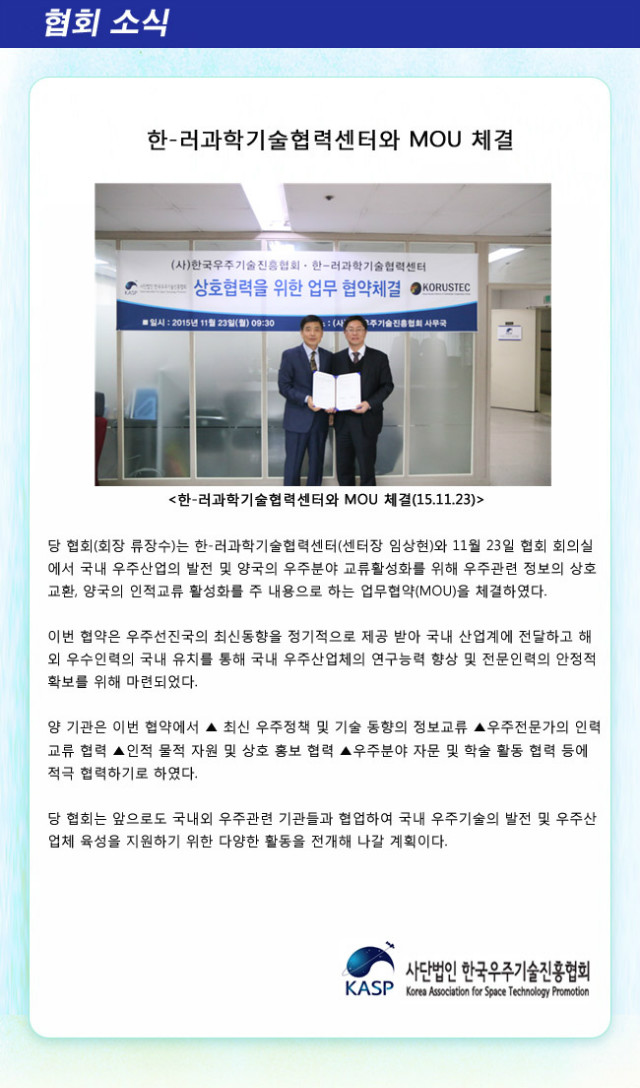 협회 소식
한-러과학기술협력센터와 MOU 체결
(사)한국우주기술진흥협회 · 한-러과학기술협력센터
KASP 사단법인 한국우주기술진흥협회 상호협력을 위한 업무 협약체결 KORUSTEC
■일시 : 2015년 11월 23일(월) 09:30 : (사) 우주기술진흥협회 사무국
<한-러과학기술협력센터와 MOU 체결(15.11.23)>
당 협회(회장 류장수)는 한-러과학기술협력센터(센터장 임상현)와 11월 23일 협회 회의실
에서 국내 우주산업의 발전 및 양국의 우주분야 교류활성화를 위해 우주관련 정보의 상호
교환, 양국의 인적교류 활성화를 주 내용으로 하는 업무협약(MOU)을 체결하였다.
이번 협약은 우주선진국의 최신동향을 정기적으로 제공 받아 국내 산업계에 전달하고 해
외 우수인력의 국내 유치를 통해 국내 우주산업체의 연구능력 향상 및 전문인력의 안정적
확보를 위해 마련되었다.
양 기관은 이번 협약에서 ▲ 최신 우주정책 및 기술 동향의 정보교류 ▲우주전문가의 인력
교류 협력 ▲인적 물적 자원 및 상호 홍보 협력 ▲우주분야 자문 및 학술 활동 협력 등에
적극 협력하기로 하였다.
당 협회는 앞으로도 국내외 우주관련 기관들과 협업하여 국내 우주기술의 발전 및 우주산
업체 육성을 지원하기 위한 다양한 활동을 전개해 나갈 계획이다.
KASP 사단법인 한국우주기술진흥협회
Korea Association for Space Technology Promotion